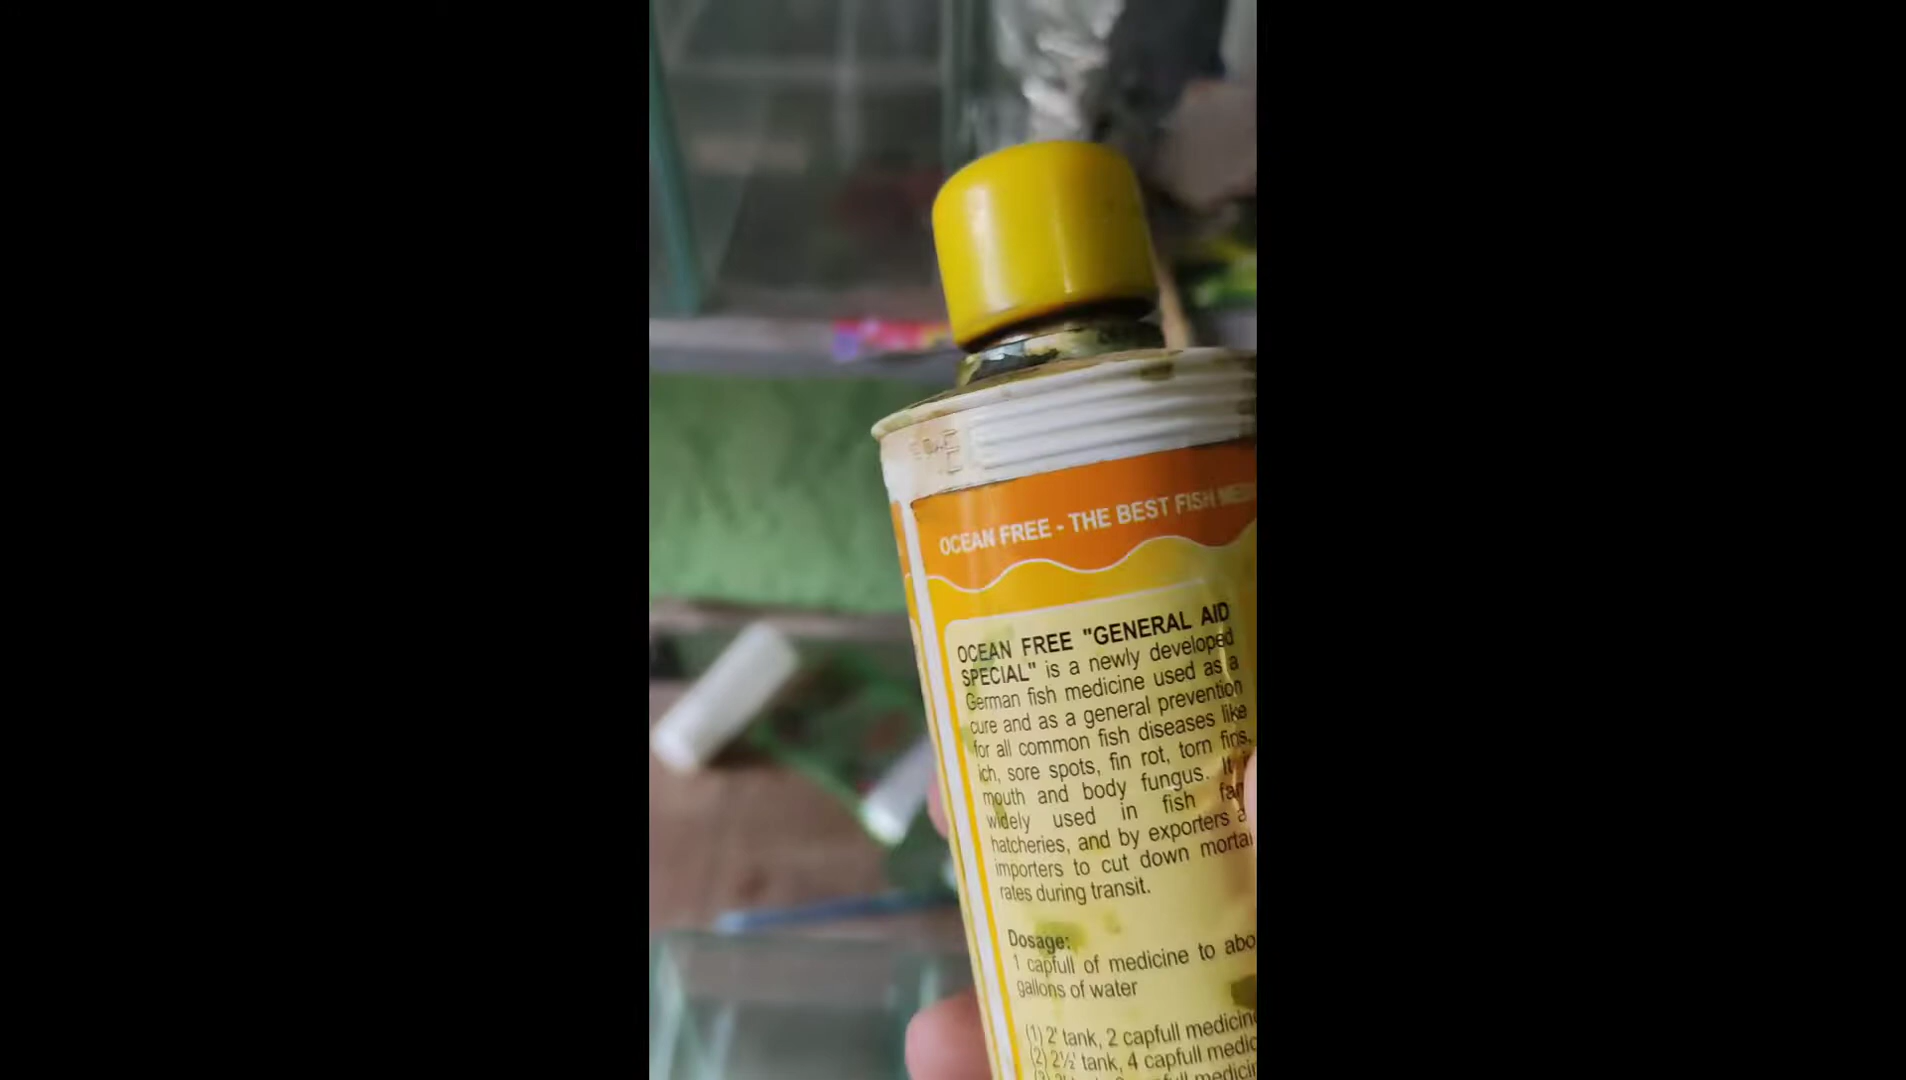 OCEAN FREE - THE BEST FISH
OCEAN FREE "GENERAL AID
SPECIAL" is a newly developed
German fish medicine used as a
cure and as a general prevention
for all common fish diseases like
ich, sore spots, fin rot, torn fins,
mouth and body fungus. It
widely used in fish
hatcheries, and by exporters
importers to cut down
rates during transit.
Dosage:
1 capfull of medicine to
gallons of water
(1) 2' tank, 2 capfull
(2) 2½' tank, 4 capfull